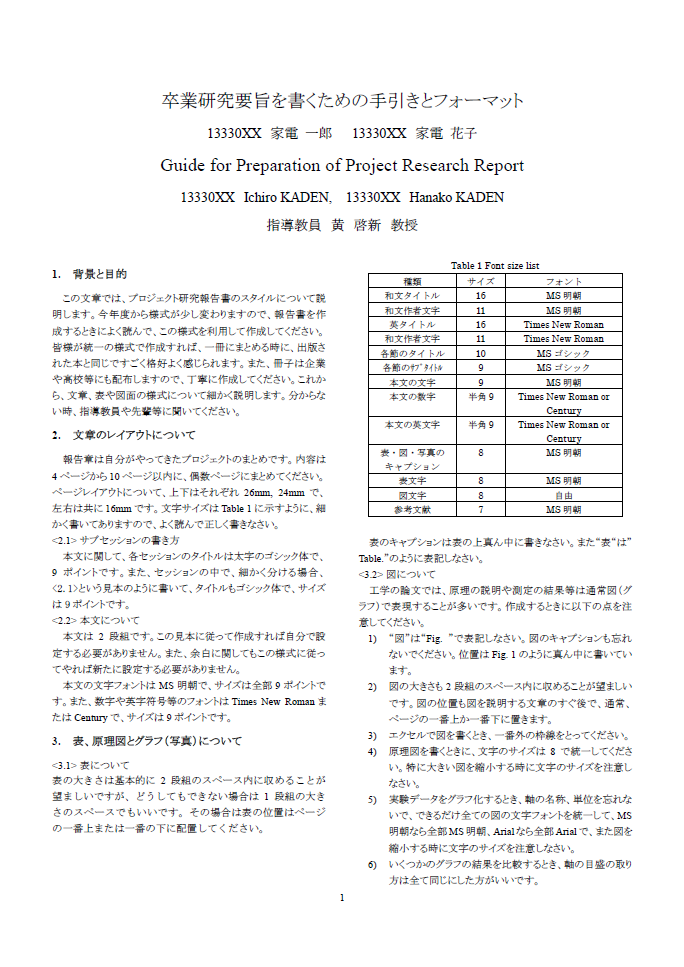 卒業研究要旨を書くための手引きとフォーマット
13330XX 家電 一郎 13330XX 家電 花子
Guide for Preparation of Project Research Report
13330XX Ichiro KADEN, 13330XX Hanako KADEN
指導教員 黄 啓新 教授
1. 背景と目的
この文章では、プロジェクト研究報告書のスタイルについて説
明します。今年度から様式が少し変わりますので、報告書を作
成するときによく読んで、この様式を利用して作成してください。
皆様が統一の様式で作成すれば、一冊にまとめる時に、出版さ
れた本と同じですごく格好よく感じられます。また、冊子は企業
や高校等にも配布しますので、丁寧に作成してください。これか
ら、文章、表や図面の様式について細かく説明します。分からな
い時、指導教員や先輩等に聞いてください。
2. 文章のレイアウトについて
報告章は自分がやってきたプロジェクトのまとめです。内容は
4 ページから 10 ページ以内に、偶数ページにまとめてください。
ページレイアウトについて、上下はそれぞれ 26mm, 24mm で、
左右は共に 16mm です。文字サイズは Table 1 に示すように、細
かく書いてありますので、よく読んで正しく書きなさい。
<2.1> サブセッションの書き方
本文に関して、各セッションのタイトルは太字のゴシック体で、
9 ポイントです。また、セッションの中で、細かく分ける場合、
<2.1>という見本のように書いて、タイトルもゴシック体で、サイズ
は 9 ポイントです。
<2.2> 本文について
本文は 2 段組です。この見本に従って作成すれば自分で設
定する必要がありません。また、余白に関してもこの様式に従っ
てやれば新たに設定する必要がありません。
本文の文字フォントは MS 明朝で、サイズは全部 9 ポイントで
す。また、数字や英字符号等のフォントは Times New Roman ま
たは Century で、サイズは 9 ポイントです。
3. 表、原理図とグラフ（写真）について
<3.1> 表について
表の大きさは基本的に 2 段組のスペース内に収めることが
望ましいですが、どうしてもできない場合は 1 段組の大き
さのスペースでもいいです。 その場合は表の位置はページ
の一番上または一番の下に配置してください。
Table 1 Font size list
種類 サイズ フォント
和文タイトル 16 MS 明朝
和文作者文字 11 MS 明朝
英タイトル 16 Times New Roman
和文作者文字 11 Times New Roman
各節のタイトル 10 MS ゴシック
各節のｻﾌﾞﾀｲﾄﾙ 9 MS ゴシック
本文の文字 9 MS 明朝
本文の数字 半角 9 Times New Roman or
Century
本文の英文字 半角 9 Times New Roman or
Century
表・図・写真の 8 MS 明朝
キャプション
表文字 8 MS 明朝
図文字 8 自由
参考文献 7 MS 明朝
表のキャプションは表の上真ん中に書きなさい。また“表“は”
Table.”のように表記しなさい。
<3.2> 図について
工学の論文では、原理の説明や測定の結果等は通常図（グ
ラフ）で表現することが多いです。作成するときに以下の点を注
意してください。
1) “図”は“Fig. ”で表記しなさい。図のキャプションも忘れ
ないでください。位置は Fig. 1 のように真ん中に書いてい
ます。
2) 図の大きさも 2 段組のスペース内に収めることが望ましい
です。図の位置も図を説明する文章のすぐ後で、通常、
ページの一番上か一番下に置きます。
3) エクセルで図を書くとき、一番外の枠線をとってください。
4) 原理図を書くときに、文字のサイズは 8 で統一してくださ
い。特に大きい図を縮小する時に文字のサイズを注意し
なさい。
5) 実験データをグラフ化するとき、軸の名称、単位を忘れな
いで、できるだけ全ての図の文字フォントを統一して、MS
明朝なら全部 MS 明朝、Arial なら全部 Arial で、また図を
縮小する時に文字のサイズを注意しなさい。
6) いくつかのグラフの結果を比較するとき、軸の目盛の取り
方は全て同じにした方がいいです。
1